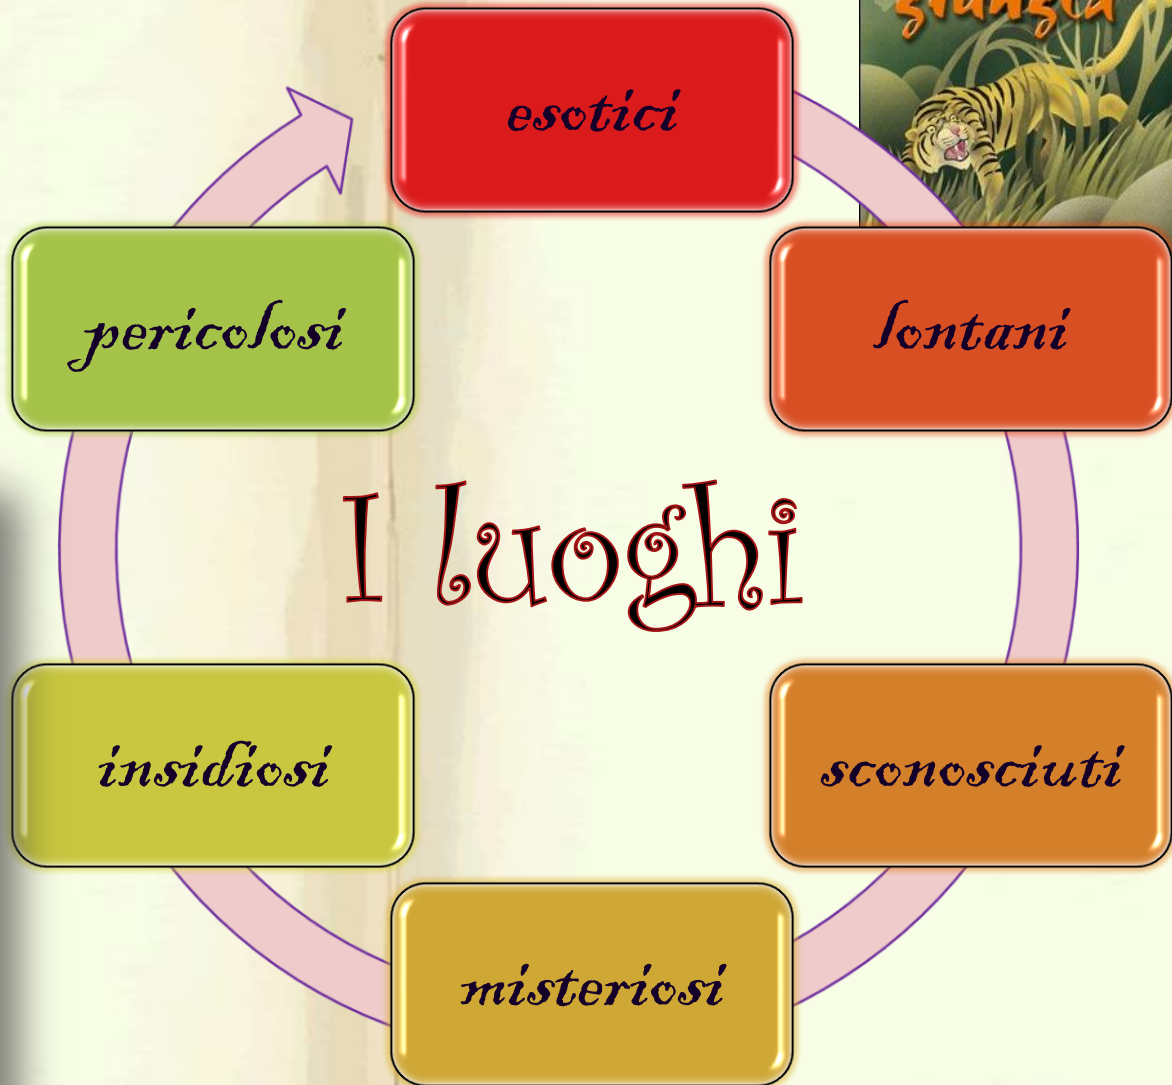 esotici
lontani
sconosciuti
misteriosi
insidiosi
pericolosi
I luoghi